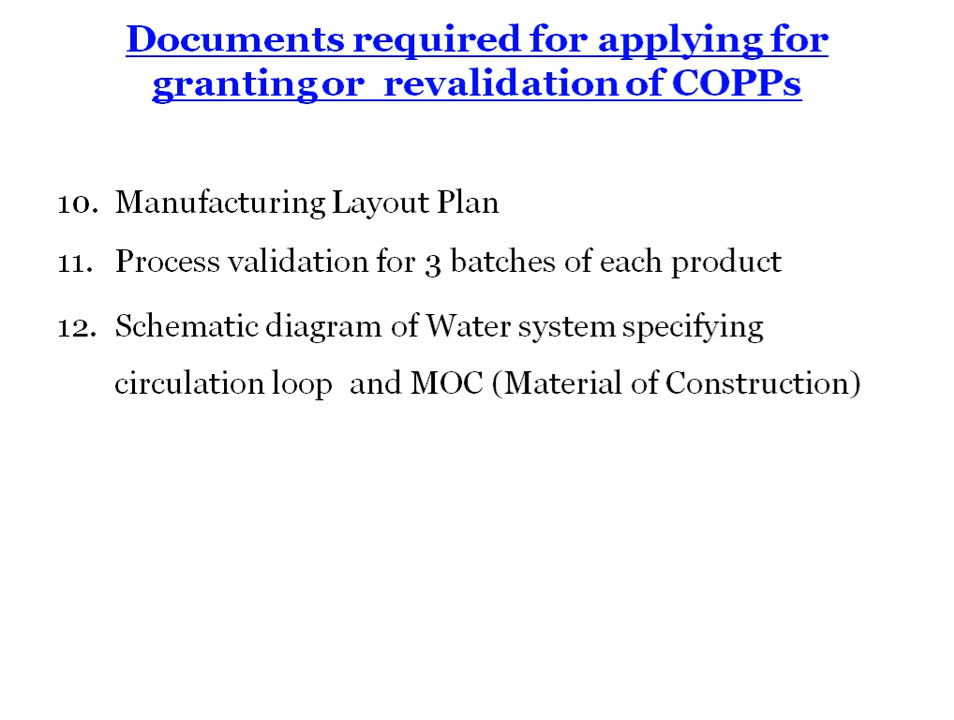 Documents required for applying for
granting or revalidation of COPPs
10. Manufacturing Layout Plan
11. Process validation for 3 batches of each product
12. Schematic diagram of Water system specifying
circulation loop and MOC (Material of Construction)